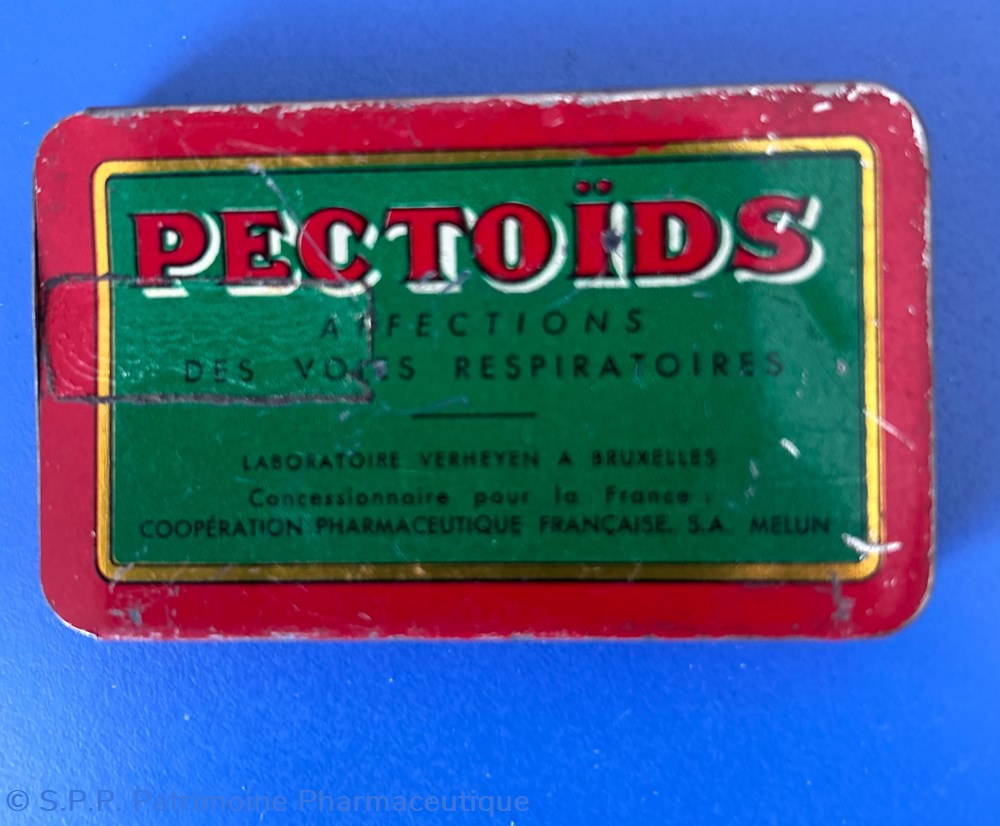 PECTOÏDS
AFFECTIONS
DES VOIES RESPIRATOIRES
LABORATOIRE VERHEYEN A BRUXELLES
Concessionnaire pour la France :
COOPÉRATION PHARMACEUTIQUE FRANÇAISE. S.A. MELUN
© S.P.R. Patrimoine Pharmaceutique